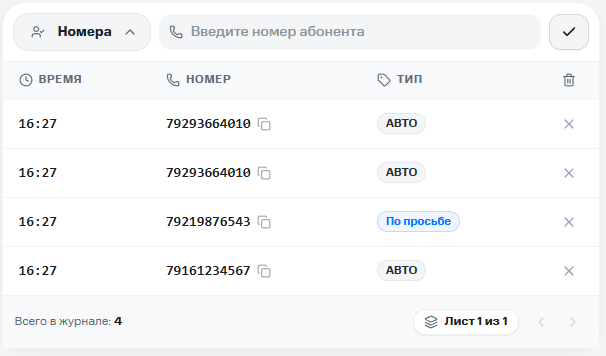 Номера Введите номер абонента
ВРЕМЯ НОМЕР ТИП
16:27 79293664010 АВТО
16:27 79293664010 АВТО
16:27 79219876543 По просьбе
16:27 79161234567 АВТО
Всего в журнале: 4 Лист 1 из 1